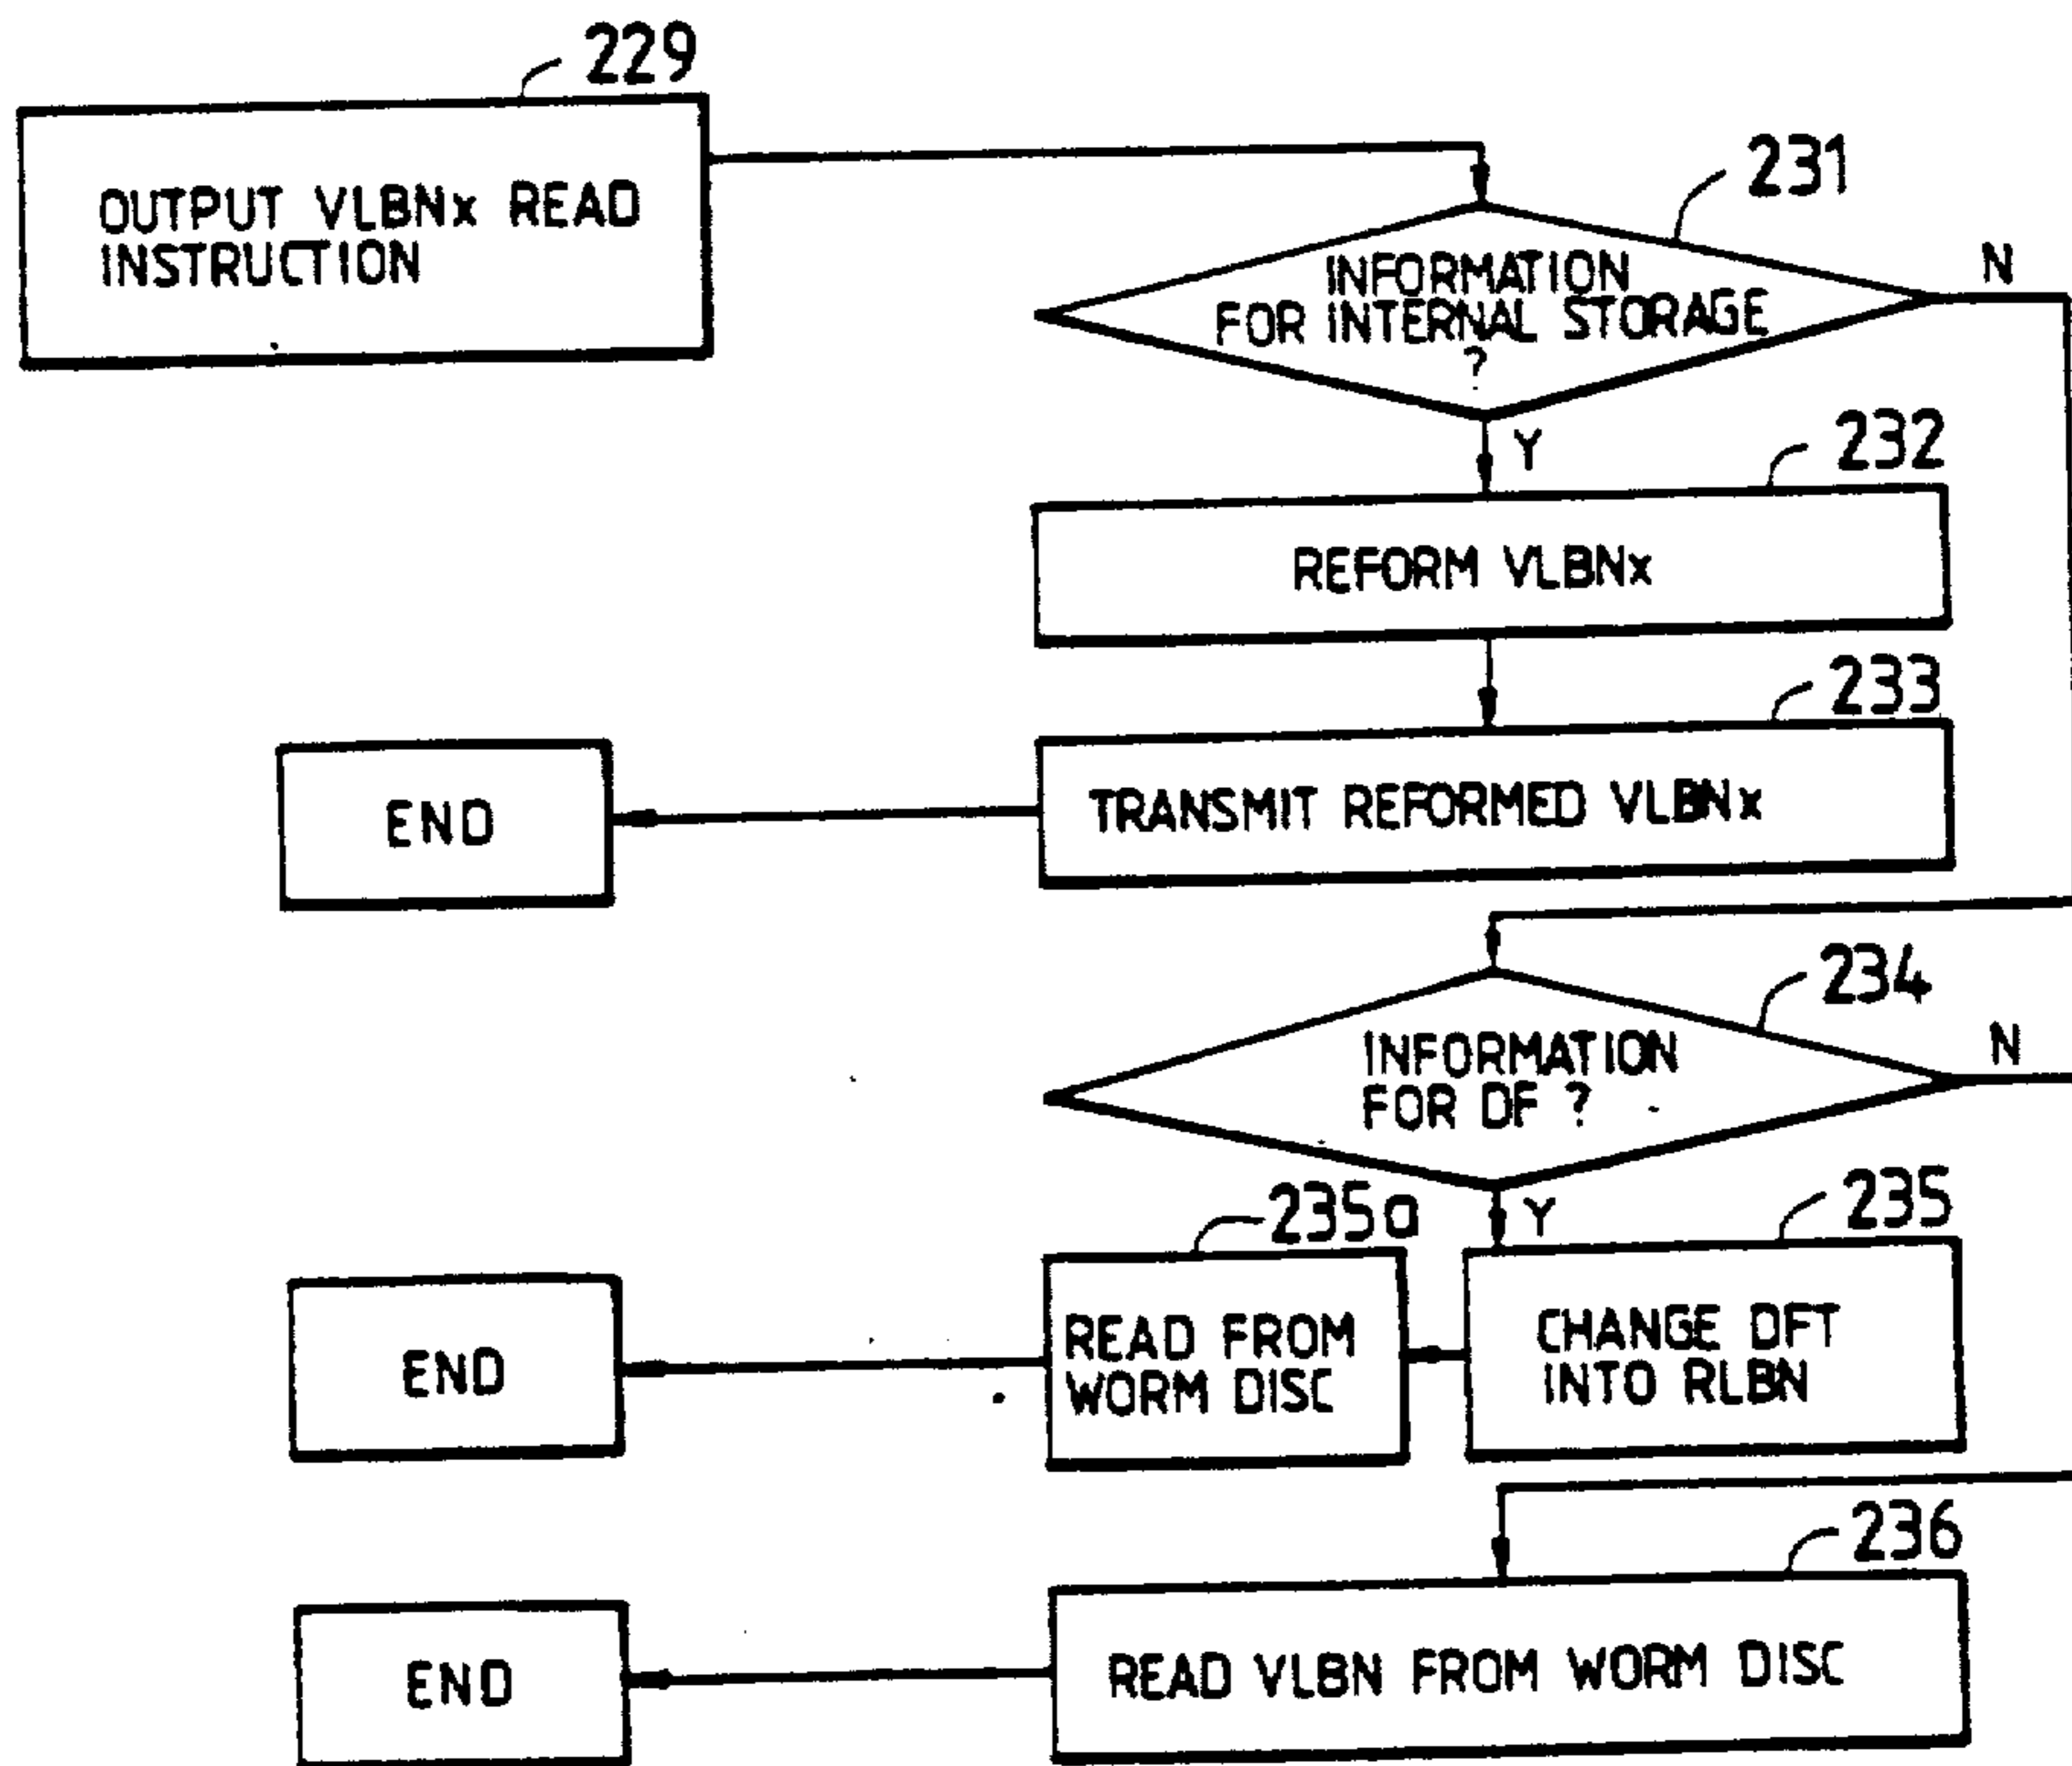 229
OUTPUT VLBNx READ
INSTRUCTION
231
INFORMATION
FOR INTERNAL STORAGE
?
N
Y
232
REFORM VLBNx
233
TRANSMIT REFORMED VLBNx
END
234
INFORMATION
FOR DF ?
N
Y
235
CHANGE DFT
INTO RLBN
235a
READ FROM
WORM DISC
END
236
READ VLBN FROM WORM DISC
END